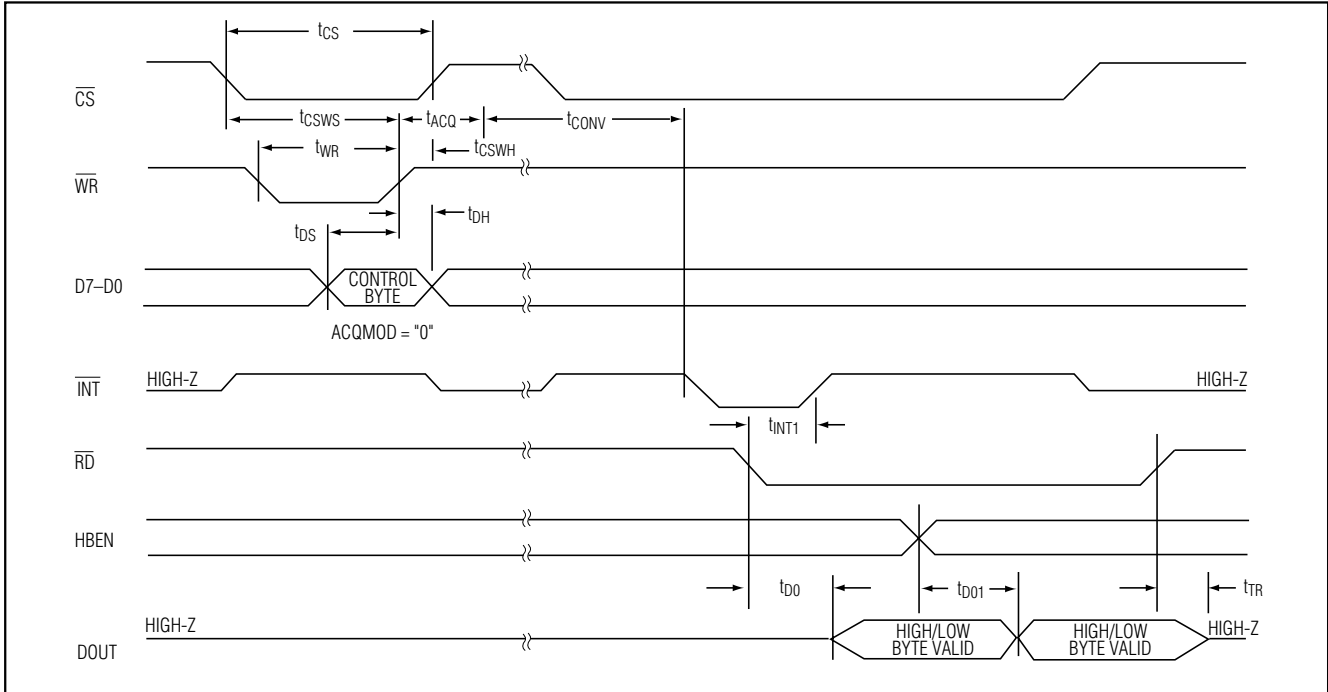 tCS
CS
tCSWS
tACQ
tCONV
tWR
tCSWH
WR
tDH
tDS
D7–D0
CONTROL
BYTE
ACQMOD = "0"
INT
HIGH-Z
HIGH-Z
tINT1
RD
HBEN
tD0
tD01
tTR
HIGH-Z
HIGH/LOW
BYTE VALID
HIGH/LOW
BYTE VALID
HIGH-Z
DOUT